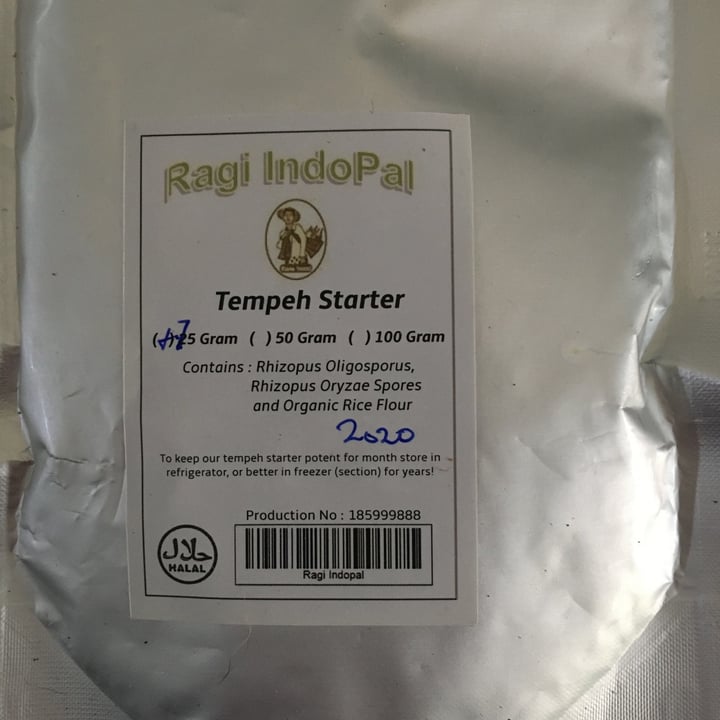 Ragi IndoPal
Tempeh Starter
( ) 25 Gram ( ) 50 Gram ( ) 100 Gram
Contains : Rhizopus Oligosporus,
Rhizopus Oryzae Spores
and Organic Rice Flour
2020
To keep our tempeh starter potent for month store in
refrigerator, or better in freezer (section) for years!
Production No : 185999888
حلال
HALAL
Ragi Indopal